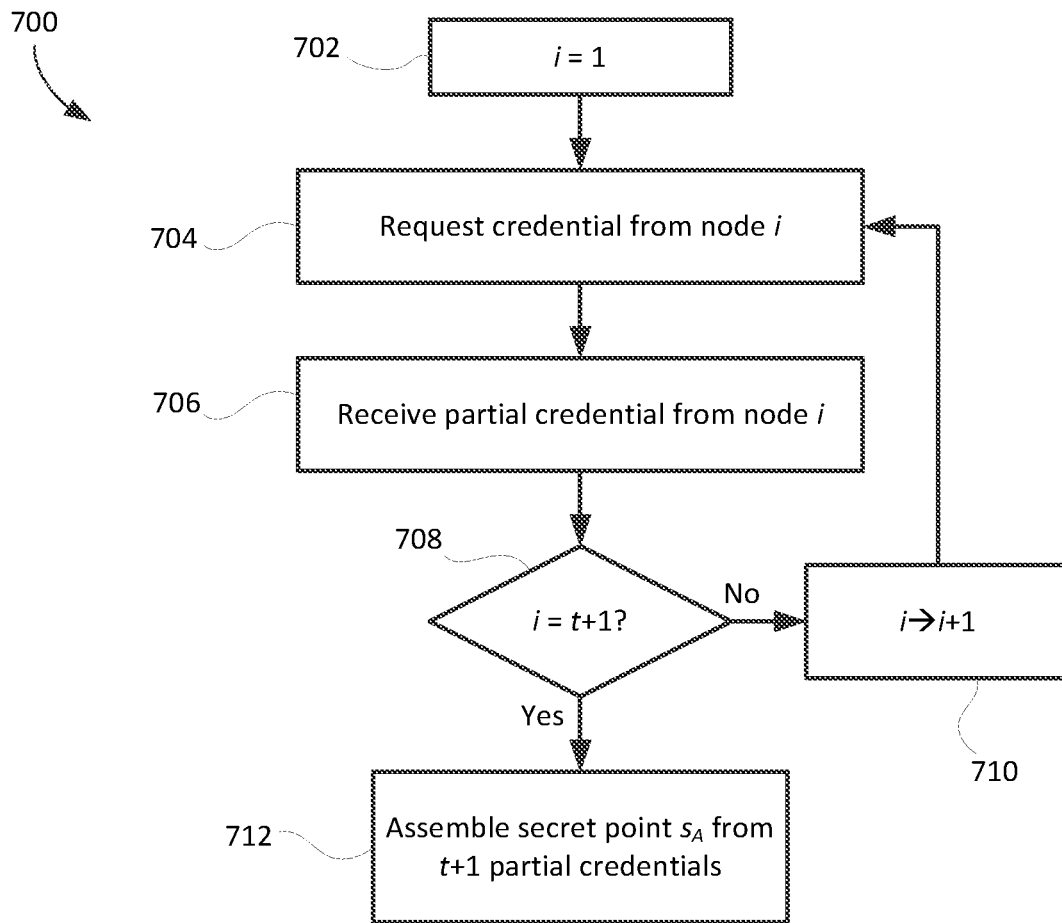 700
702
i = 1
704
Request credential from node i
706
Receive partial credential from node i
708
i = t+1?
No
i→i+1
Yes
710
712
Assemble secret point s_A from
t+1 partial credentials